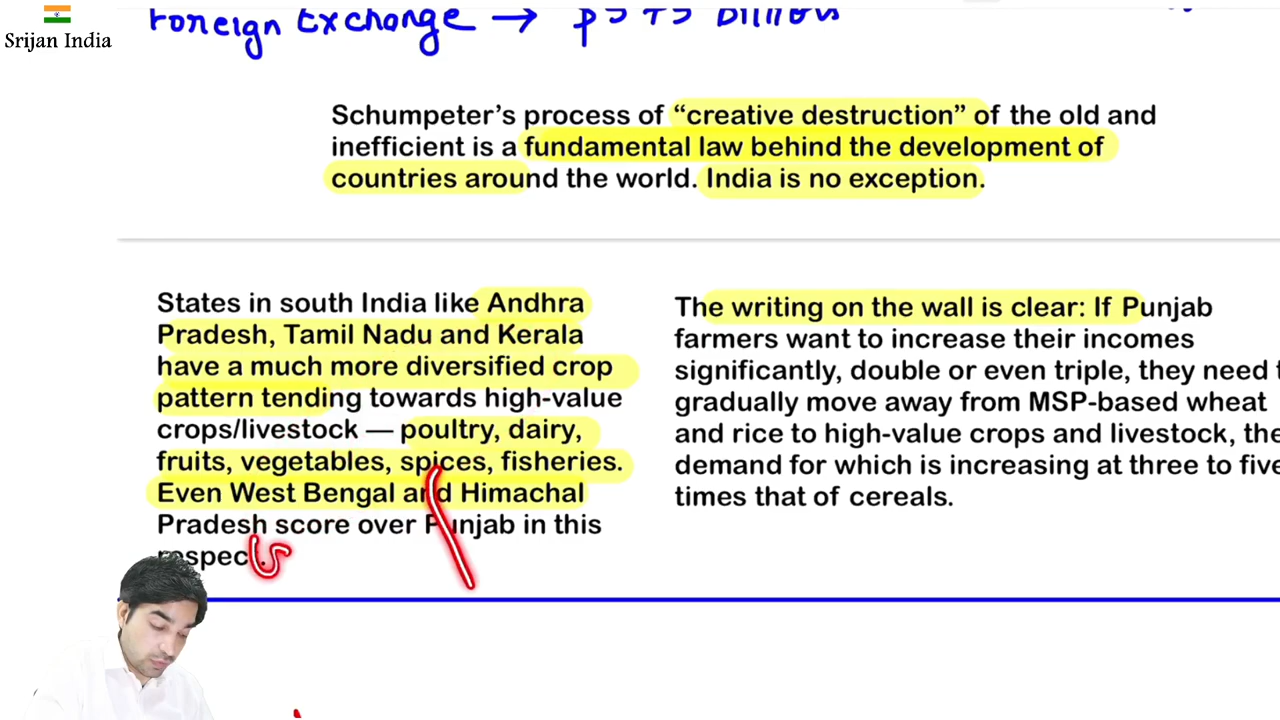 Foreign Exchange →
Srijan India
Schumpeter's process of “creative destruction” of the old and
inefficient is a fundamental law behind the development of
countries around the world. India is no exception.
States in south India like Andhra
Pradesh, Tamil Nadu and Kerala
have a much more diversified crop
pattern tending towards high-value
crops/livestock — poultry, dairy,
fruits, vegetables, spices, fisheries.
Even West Bengal and Himachal
Pradesh score over Punjab in this
respect.
The writing on the wall is clear: If Punjab
farmers want to increase their incomes
significantly, double or even triple, they need
gradually move away from MSP-based wheat
and rice to high-value crops and livestock, the
demand for which is increasing at three to five
times that of cereals.